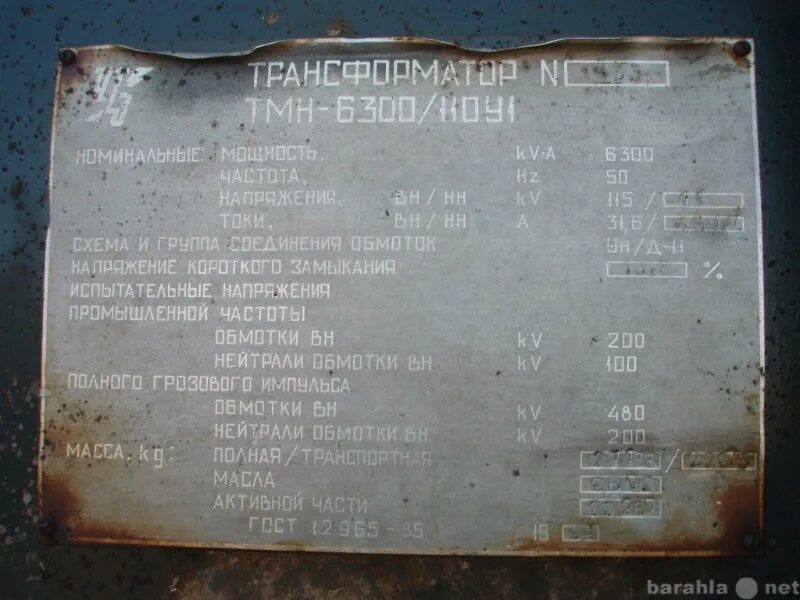 ТРАНСФОРМАТОР N
ТМН-6300/110У1
НОМИНАЛЬНЫЕ: МОЩНОСТЬ, kV·A 6300
ЧАСТОТА, Hz 50
НАПРЯЖЕНИЯ, ВН/НН kV 115/
ТОКИ, ВН/НН A 31,6/
СХЕМА И ГРУППА СОЕДИНЕНИЯ ОБМОТОК УН/Д-11
НАПРЯЖЕНИЕ КОРОТКОГО ЗАМЫКАНИЯ %
ИСПЫТАТЕЛЬНЫЕ НАПРЯЖЕНИЯ
ПРОМЫШЛЕННОЙ ЧАСТОТЫ
ОБМОТКИ ВН kV 200
НЕЙТРАЛИ ОБМОТКИ ВН kV 100
ПОЛНОГО ГРОЗОВОГО ИМПУЛЬСА
ОБМОТКИ ВН kV 480
НЕЙТРАЛИ ОБМОТКИ ВН kV 200
МАССА, kg: ПОЛНАЯ/ТРАНСПОРТНАЯ /
МАСЛА
АКТИВНОЙ ЧАСТИ
ГОСТ 12965-85 19
barahla net